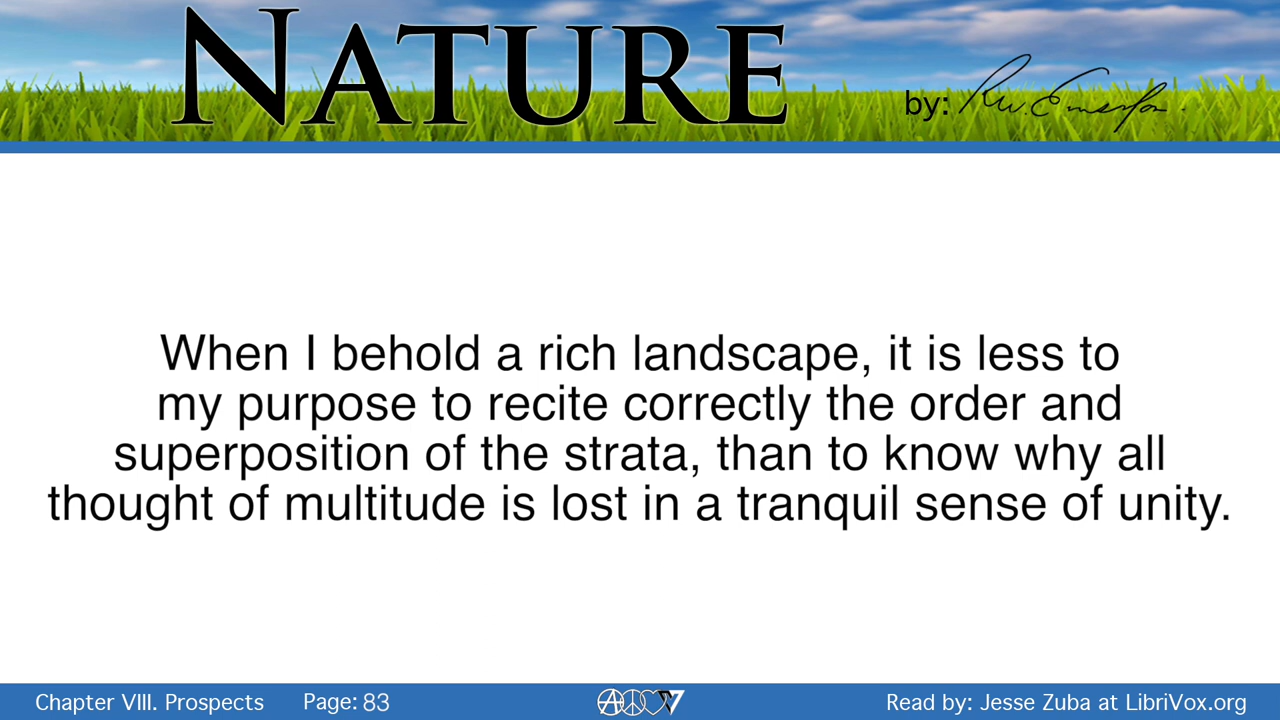 NATURE
by: R.W. Emerson.
When I behold a rich landscape, it is less to
my purpose to recite correctly the order and
superposition of the strata, than to know why all
thought of multitude is lost in a tranquil sense of unity.
Chapter VIII. Prospects Page: 83 Read by: Jesse Zuba at LibriVox.org